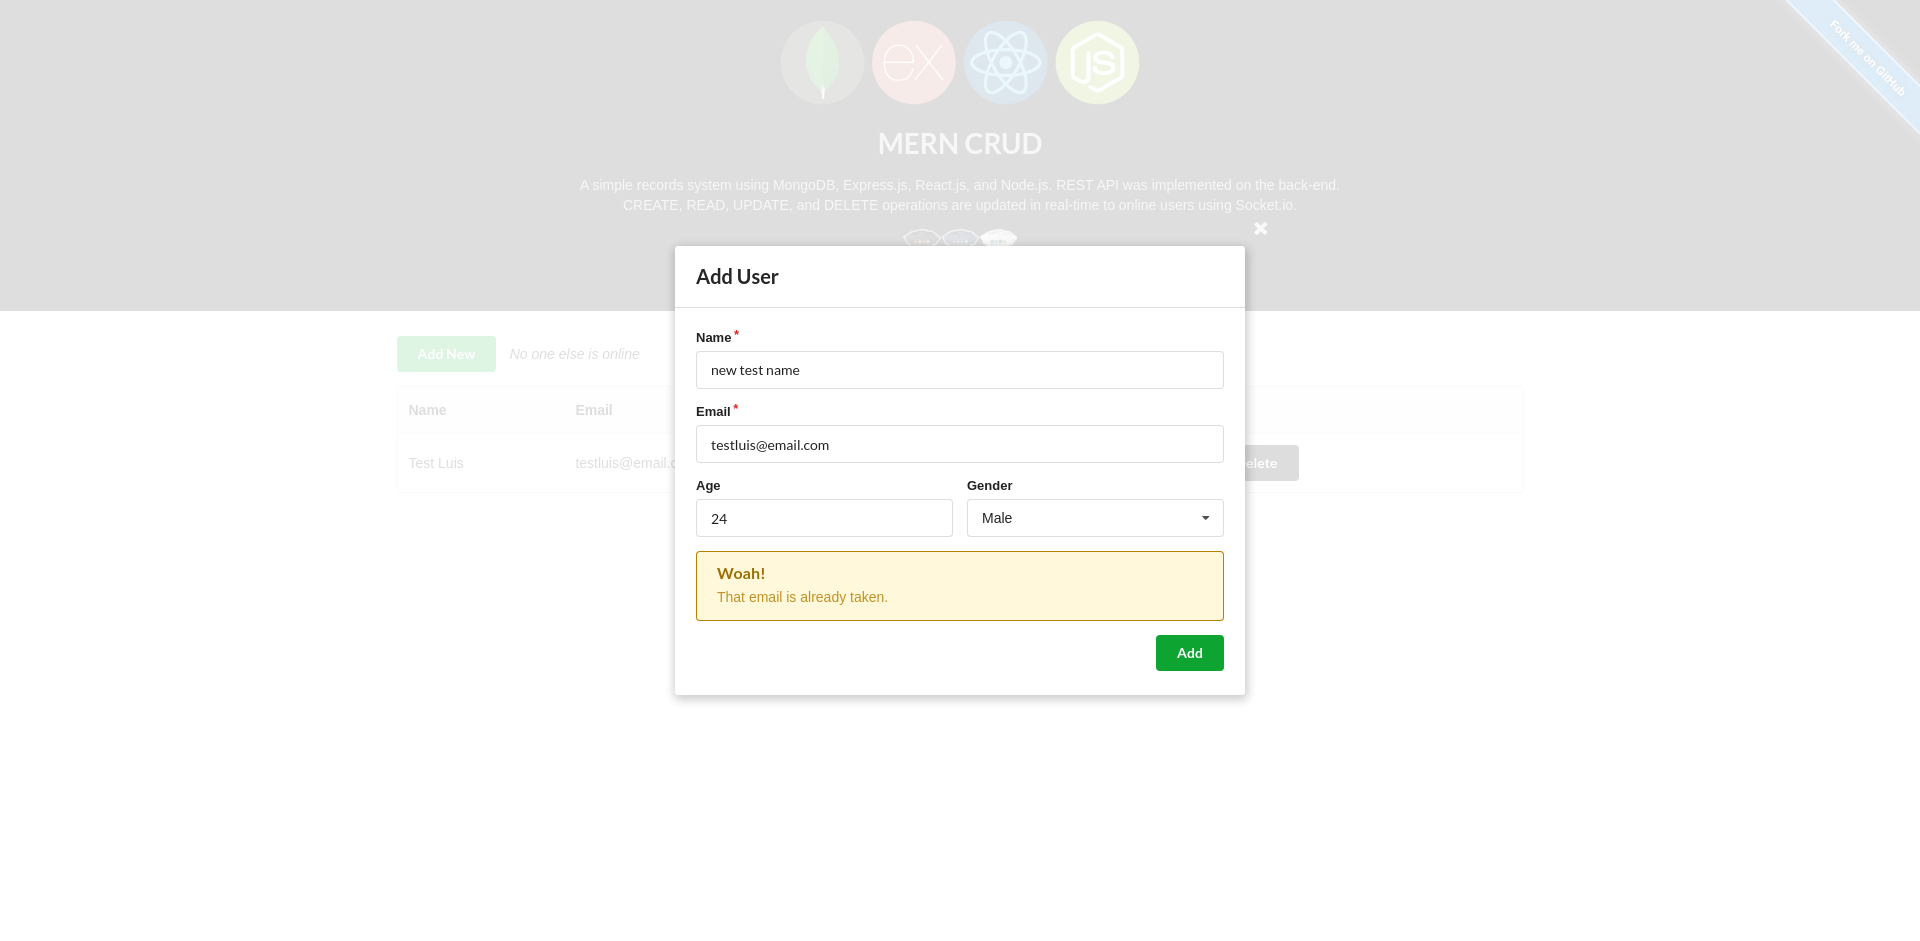 Fork me on GitHub
ex
JS
MERN CRUD
A simple records system using MongoDB, Express.js, React.js, and Node.js. REST API was implemented on the back-end.
CREATE, READ, UPDATE, and DELETE operations are updated in real-time to online users using Socket.io.
Add User
Name*
new test name
Email*
testluis@email.com
Age Gender
24 Male
Woah!
That email is already taken.
Add
Add New No one else is online
Name Email
Test Luis testluis@email.